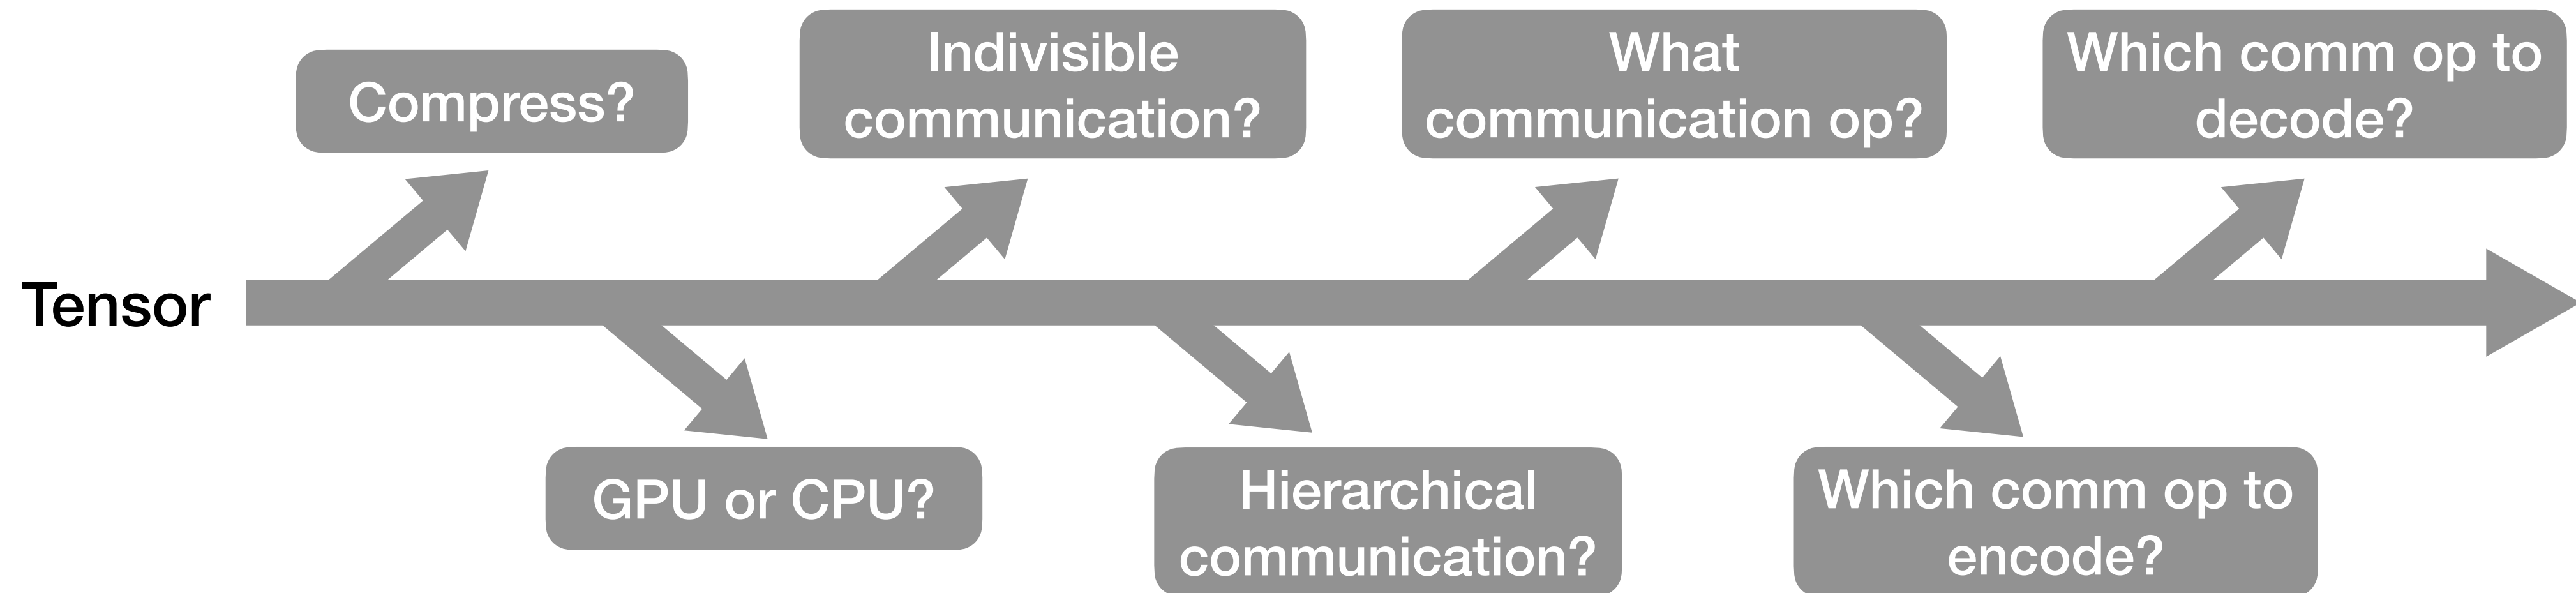 Compress?
Indivisible
communication?
What
communication op?
Which comm op to
decode?
Tensor
GPU or CPU?
Hierarchical
communication?
Which comm op to
encode?